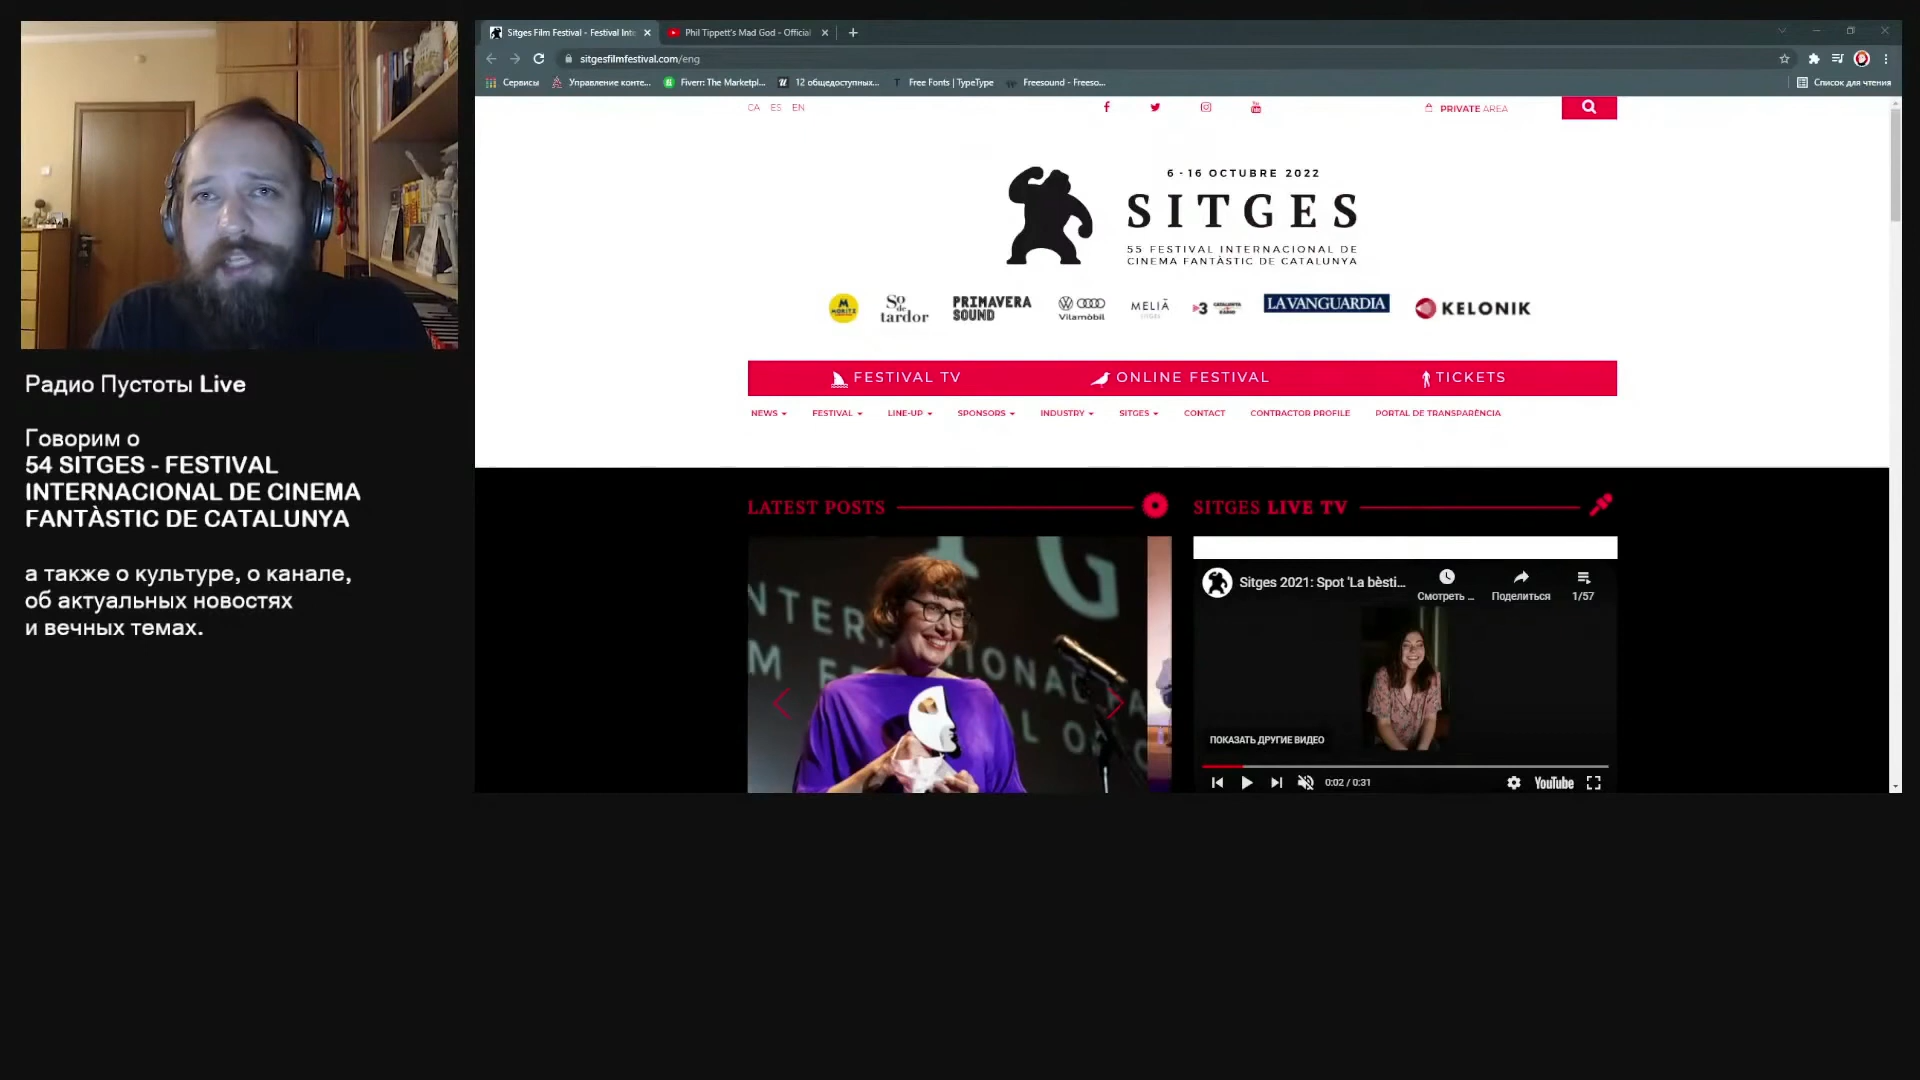 Sitges Film Festival - Festival Inte
Phil Tippett's Mad God - Official
sitgesfilmfestival.com/eng
Сервисы
Управление конте...
Fiverr: The Marketpl...
12 общедоступных...
Free Fonts | TypeType
Freesound - Freeso...
Список для чтения
CA ES EN
PRIVATE AREA
6 - 16 OCTUBRE 2022
SITGES
55 FESTIVAL INTERNACIONAL DE
CINEMA FANTÀSTIC DE CATALUNYA
MORITZ
So de tardor
PRIMAVERA
SOUND
Vilamòbil
MELIÃ
3
LA VANGUARDIA
KELONIK
FESTIVAL TV
ONLINE FESTIVAL
TICKETS
NEWS
FESTIVAL
LINE-UP
SPONSORS
INDUSTRY
SITGES
CONTACT
CONTRACTOR PROFILE
PORTAL DE TRANSPARÈNCIA
LATEST POSTS
SITGES LIVE TV
Sitges 2021: Spot 'La bèsti...
Смотреть ...
Поделиться
1/57
ПОКАЗАТЬ ДРУГИЕ ВИДЕО
0:02 / 0:31
YouTube
Радио Пустоты Live
Говорим о
54 SITGES - FESTIVAL
INTERNACIONAL DE CINEMA
FANTÀSTIC DE CATALUNYA
а также о культуре, о канале,
об актуальных новостях
и вечных темах.